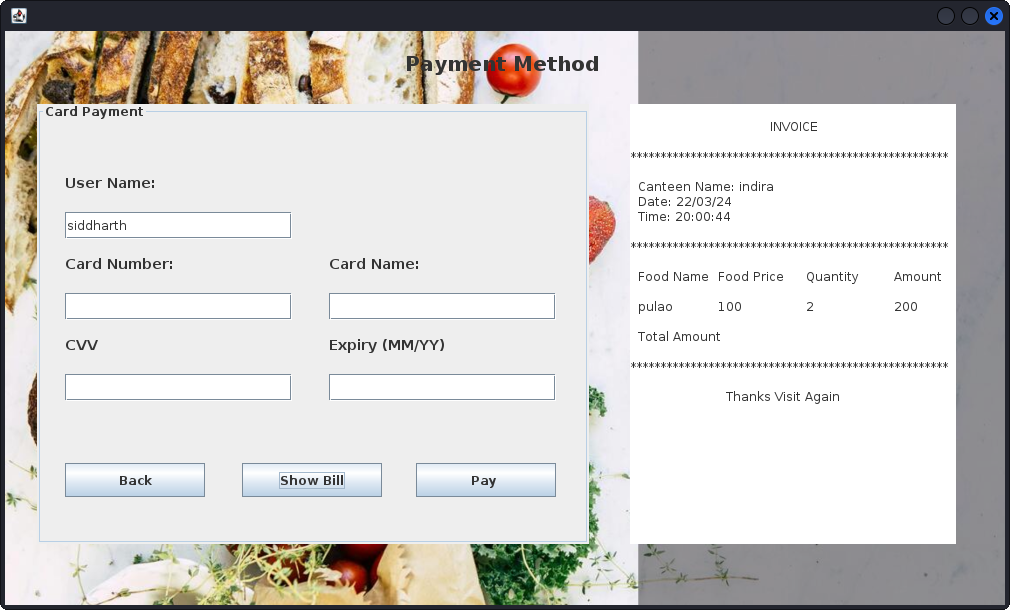 Payment Method
Card Payment
User Name:
siddharth
Card Number: Card Name:
CVV Expiry (MM/YY)
Back Show Bill Pay
INVOICE
*****************************************************
Canteen Name: indira
Date: 22/03/24
Time: 20:00:44
*****************************************************
Food Name Food Price Quantity Amount
pulao 100 2 200
Total Amount
*****************************************************
Thanks Visit Again